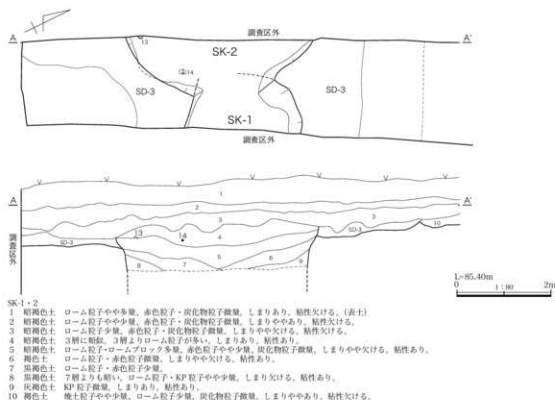 調査区外
A
A'
13
SK-2
②14
SD-3
SD-3
SK-1
調査区外
A
A'
1
2
3
3
13
14
4
SD-3
SD-3
10
5
6
7
8
9
調査区外
L=85.40m
0
1:80
2m
SK-1・2
1 暗褐色土 ローム粒子やや多量、赤色粒子・炭化物粒子微量。しまりあり、粘性欠ける。(表土)
2 暗褐色土 ローム粒子やや少量、赤色粒子・炭化物粒子微量。しまりややあり、粘性欠ける。
3 暗褐色土 ローム粒子少量、赤色粒子・炭化物粒子微量。しまりやや欠ける、粘性欠ける。
4 暗褐色土 3層に類似、3層よりローム粒子が多い。しまりあり、粘性あり。
5 暗褐色土 ローム粒子・ロームブロック多量、赤色粒子やや少量、炭化物粒子微量。しまりやや欠ける、粘性あり。
6 褐色土 ローム粒子・赤色粒子微量。しまりやや欠ける、粘性あり。
7 黒褐色土 ローム粒子・赤色粒子少量。
8 黒褐色土 7層よりも暗い。ローム粒子・KP粒子やや少量。しまり欠ける、粘性あり。
9 灰褐色土 KP粒子微量。しまりあり、粘性あり。
10 褐色土 焼土粒子やや少量、ローム粒子少量、炭化物粒子微量。しまりややあり、粘性欠ける。